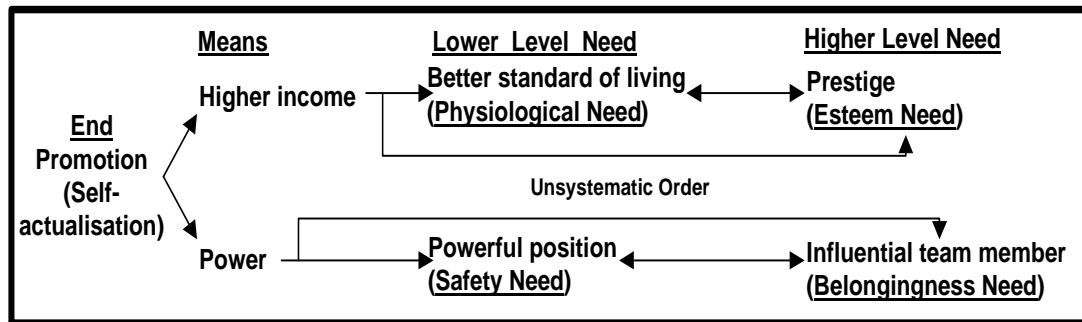 Means
Lower Level Need
Higher Level Need
Better standard of living
(Physiological Need)
Prestige
(Esteem Need)
Higher income
End
Promotion
(Self-
actualisation)
Unsystematic Order
Power
Powerful position
(Safety Need)
Influential team member
(Belongingness Need)